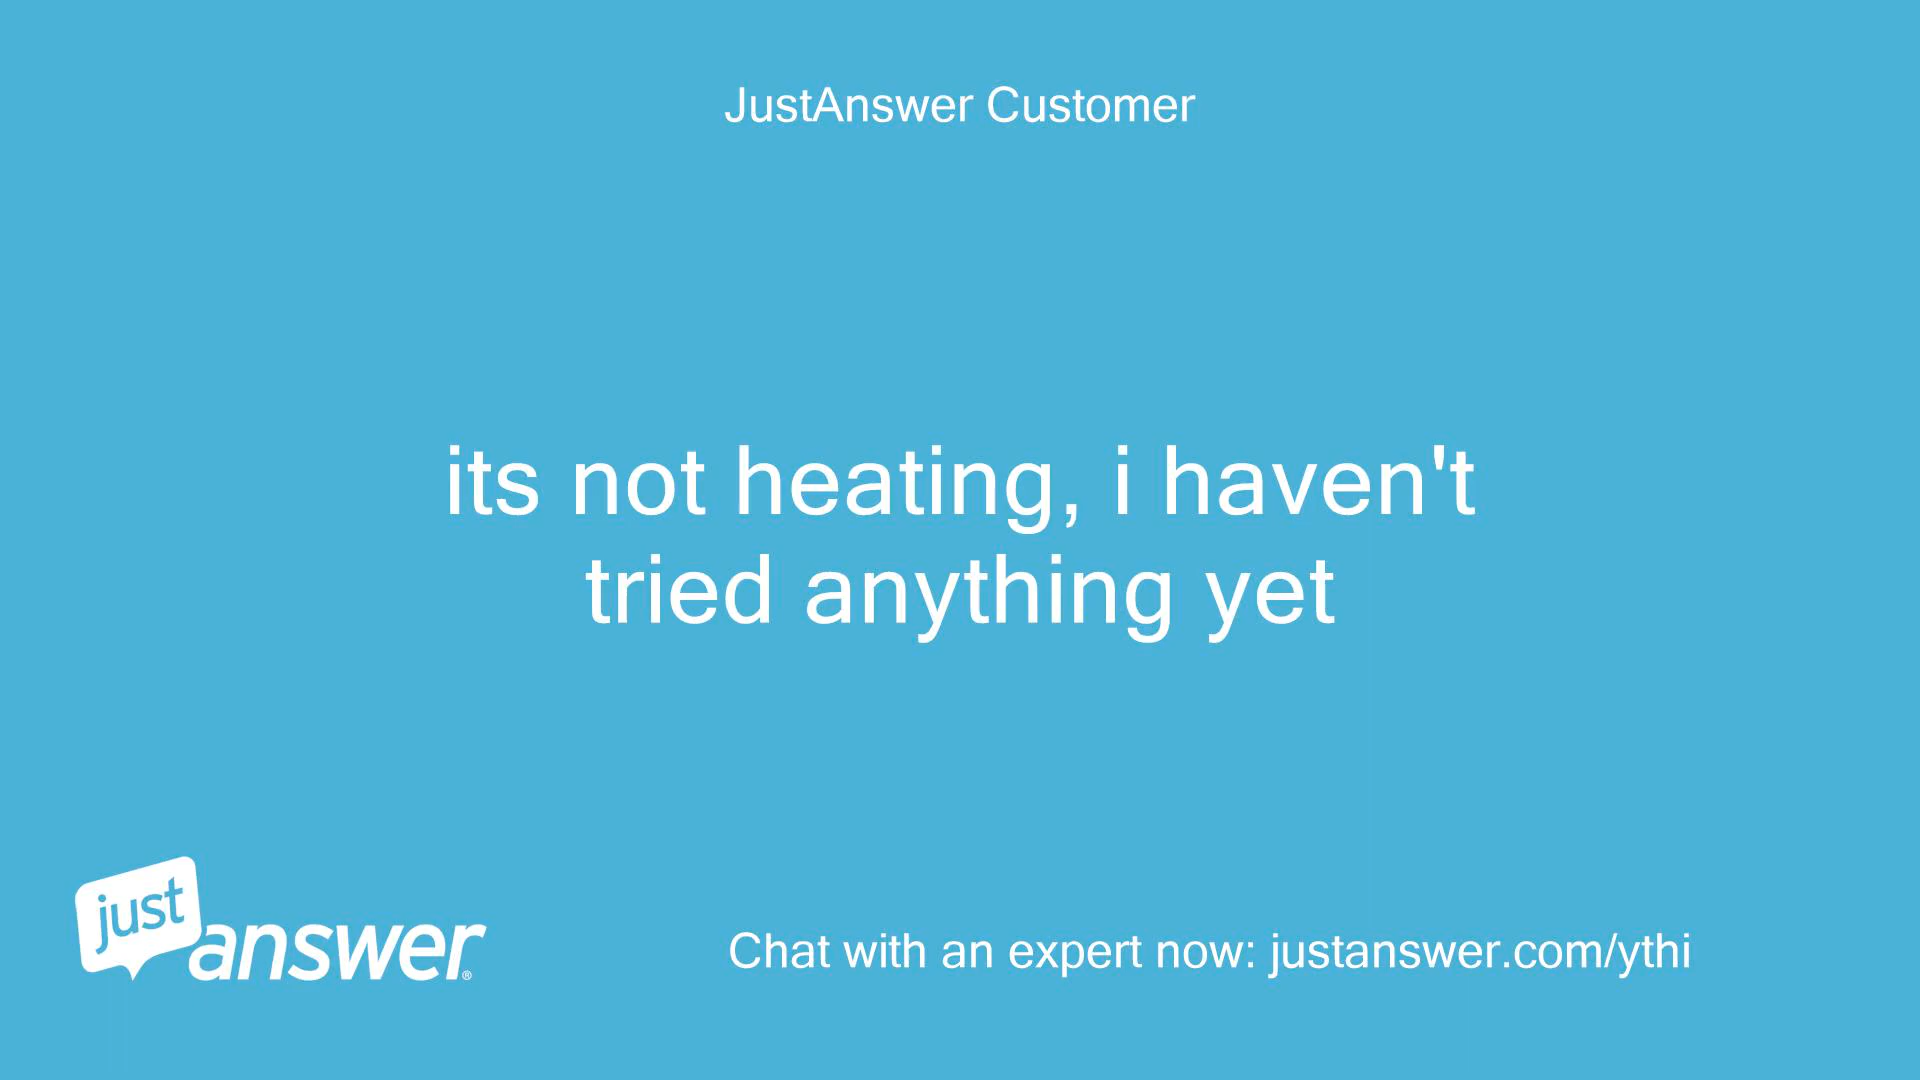 JustAnswer Customer
its not heating, i haven't
tried anything yet
just
answer®
Chat with an expert now: justanswer.com/ythi